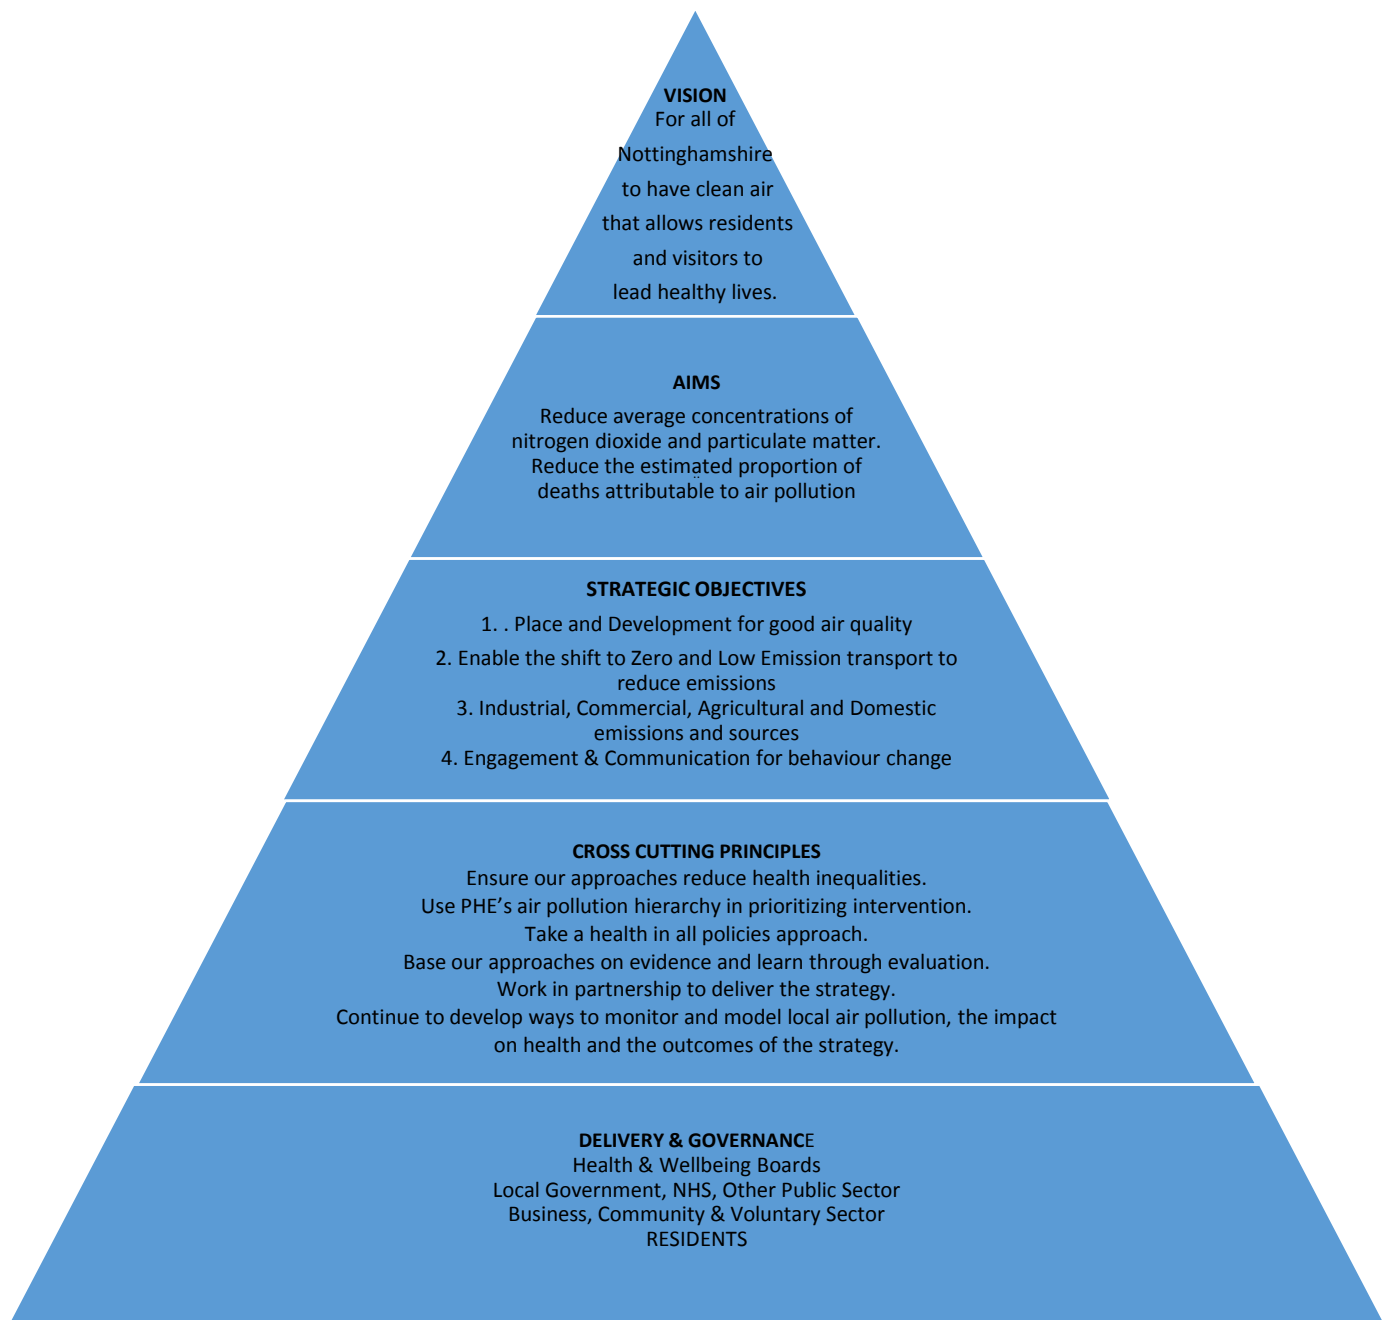 VISION
For all of
Nottinghamshire
to have clean air
that allows residents
and visitors to
lead healthy lives.
AIMS
Reduce average concentrations of
nitrogen dioxide and particulate matter.
Reduce the estimated proportion of
deaths attributable to air pollution
STRATEGIC OBJECTIVES
1. . Place and Development for good air quality
2. Enable the shift to Zero and Low Emission transport to
reduce emissions
3. Industrial, Commercial, Agricultural and Domestic
emissions and sources
4. Engagement & Communication for behaviour change
CROSS CUTTING PRINCIPLES
Ensure our approaches reduce health inequalities.
Use PHE’s air pollution hierarchy in prioritizing intervention.
Take a health in all policies approach.
Base our approaches on evidence and learn through evaluation.
Work in partnership to deliver the strategy.
Continue to develop ways to monitor and model local air pollution, the impact
on health and the outcomes of the strategy.
DELIVERY & GOVERNANCE
Health & Wellbeing Boards
Local Government, NHS, Other Public Sector
Business, Community & Voluntary Sector
RESIDENTS